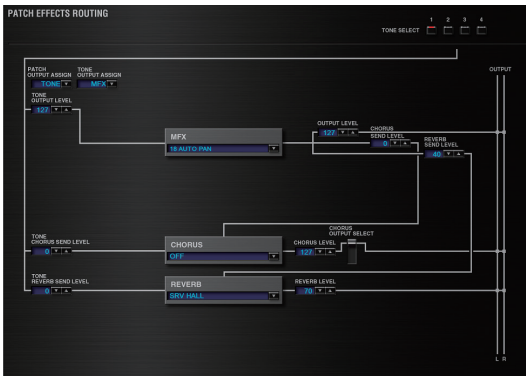 PATCH EFFECTS ROUTING
1 2 3 4
TONE SELECT
OUTPUT
PATCH OUTPUT ASSIGN
TONE
TONE OUTPUT ASSIGN
MFX
TONE OUTPUT LEVEL
127
MFX
18 AUTO PAN
OUTPUT LEVEL
127
CHORUS SEND LEVEL
0
REVERB SEND LEVEL
40
TONE CHORUS SEND LEVEL
0
CHORUS
OFF
CHORUS LEVEL
127
CHORUS OUTPUT SELECT
TONE REVERB SEND LEVEL
0
REVERB
SRV HALL
REVERB LEVEL
70
L R